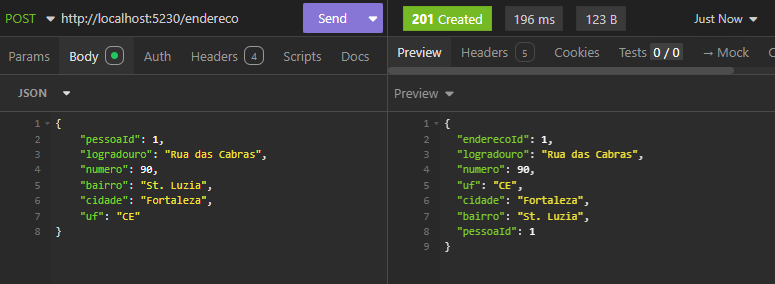 POST http://localhost:5230/endereco Send
Params Body Auth Headers 4 Scripts Docs
JSON
1 {
2 "pessoaId": 1,
3 "logradouro": "Rua das Cabras",
4 "numero": 90,
5 "bairro": "St. Luzia",
6 "cidade": "Fortaleza",
7 "uf": "CE"
8 }
201 Created 196 ms 123 B Just Now
Preview Headers 5 Cookies Tests 0 / 0 → Mock Console
Preview
1 {
2 "enderecoId": 1,
3 "logradouro": "Rua das Cabras",
4 "numero": 90,
5 "uf": "CE",
6 "cidade": "Fortaleza",
7 "bairro": "St. Luzia",
8 "pessoaId": 1
9 }